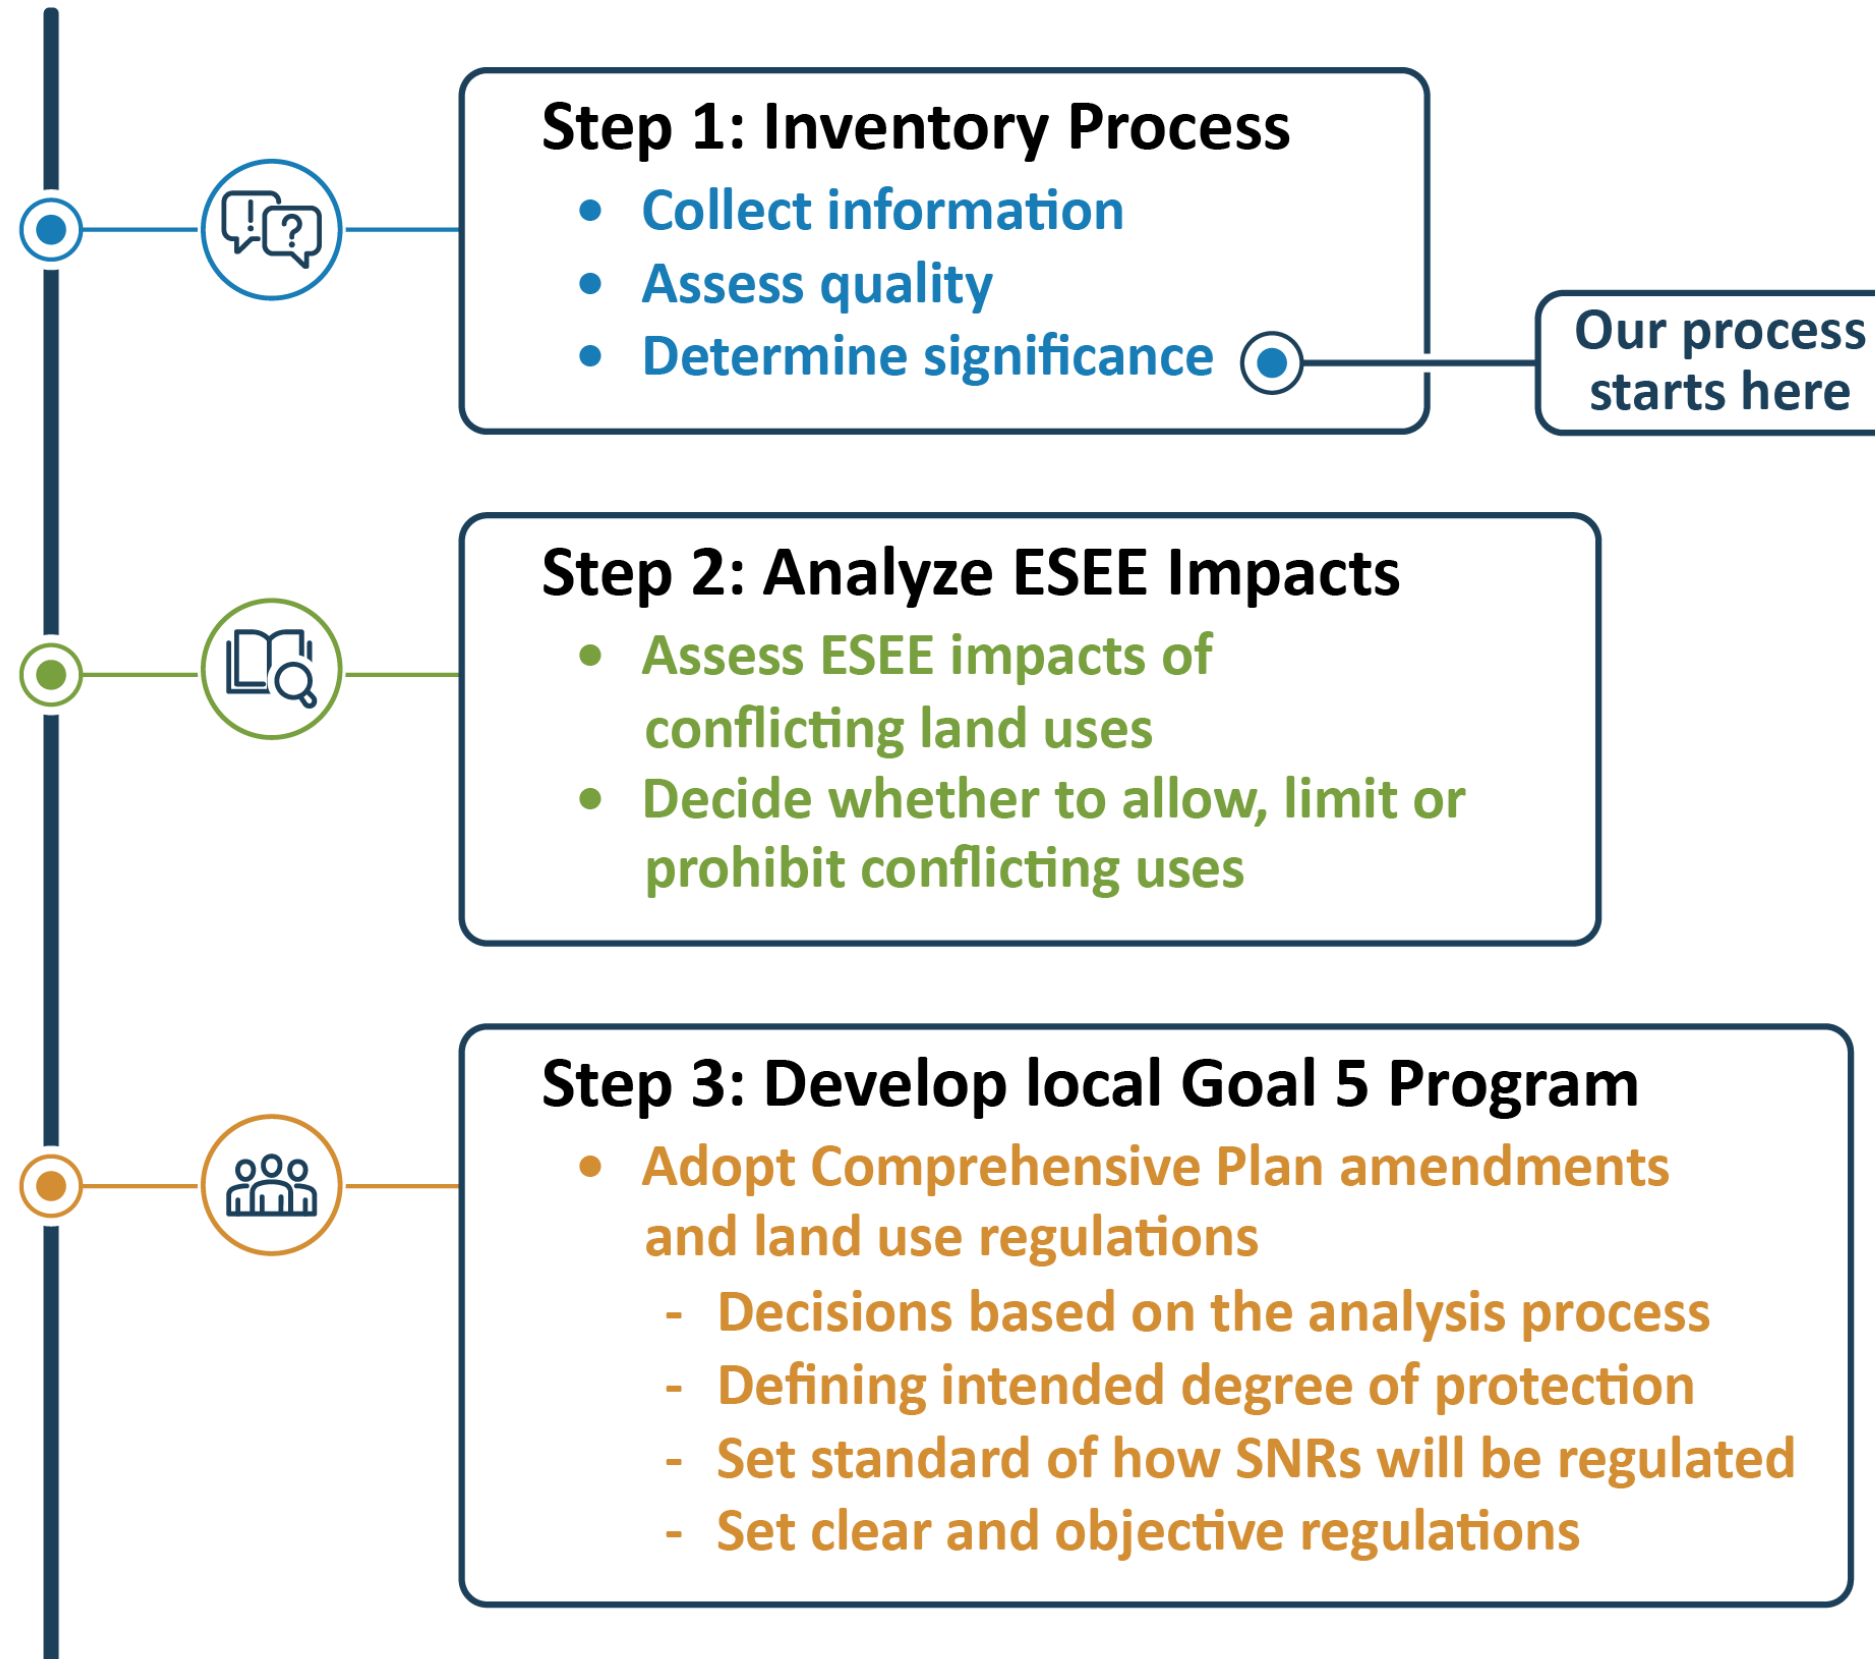 Step 1: Inventory Process
• Collect information
• Assess quality
• Determine significance
Our process
starts here
Step 2: Analyze ESEE Impacts
• Assess ESEE impacts of
conflicting land uses
• Decide whether to allow, limit or
prohibit conflicting uses
Step 3: Develop local Goal 5 Program
• Adopt Comprehensive Plan amendments
and land use regulations
- Decisions based on the analysis process
- Defining intended degree of protection
- Set standard of how SNRs will be regulated
- Set clear and objective regulations